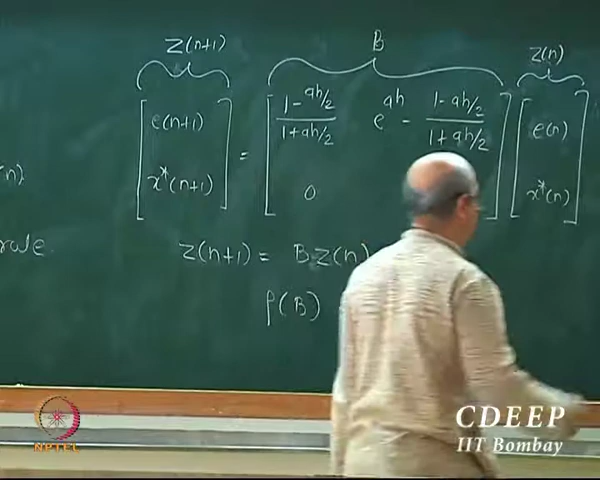 z(n+1) B z(n)
e(n+1) 1-ah/2 / 1+ah/2 e^ah - 1-ah/2 / 1+ah/2 e(n)
=
x*(n+1) 0 x*(n)
z(n+1) = B z(n)
ρ(B)
NPTEL
CDEEP
IIT Bombay